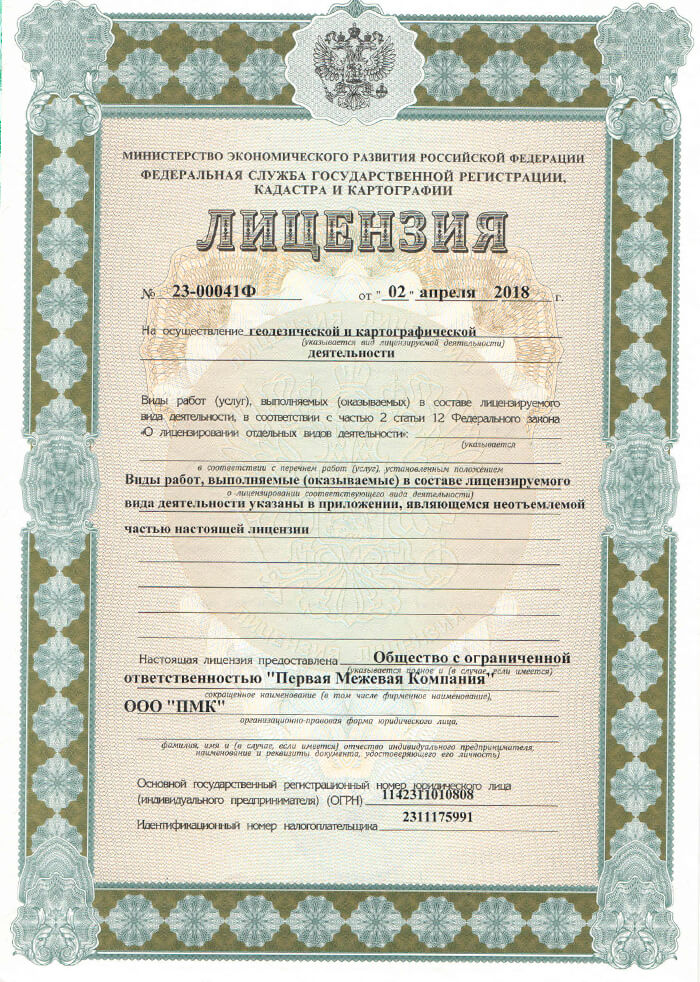 МИНИСТЕРСТВО ЭКОНОМИЧЕСКОГО РАЗВИТИЯ РОССИЙСКОЙ ФЕДЕРАЦИИ
ФЕДЕРАЛЬНАЯ СЛУЖБА ГОСУДАРСТВЕННОЙ РЕГИСТРАЦИИ,
КАДАСТРА И КАРТОГРАФИИ
ЛИЦЕНЗИЯ
№ 23-00041Ф от "02" апреля 2018 г.
На осуществление геодезической и картографической
(указывается вид лицензируемой деятельности)
деятельности
Виды работ (услуг), выполняемых (оказываемых) в составе лицензируемого
вида деятельности, в соответствии с частью 2 статьи 12 Федерального закона
«О лицензировании отдельных видов деятельности»:
(указывается
в соответствии с перечнем работ (услуг), установленным положением
Виды работ, выполняемые (оказываемые) в составе лицензируемого
о лицензировании соответствующего вида деятельности)
вида деятельности указаны в приложении, являющемся неотъемлемой
частью настоящей лицензии
ЛИЦЕНЗИЯ ЛИЦЕНЗИЯ
Настоящая лицензия предоставлена Общество с ограниченной
(указывается полное и (в случае, если имеется)
ответственностью "Первая Межевая Компания"
сокращенное наименование (в том числе фирменное наименование),
ООО "ПМК"
организационно-правовая форма юридического лица,
фамилия, имя и (в случае, если имеется) отчество индивидуального предпринимателя,
наименование и реквизиты документа, удостоверяющего его личность)
Основной государственный регистрационный номер юридического лица
(индивидуального предпринимателя) (ОГРН) 1142311010808
Идентификационный номер налогоплательщика 2311175991